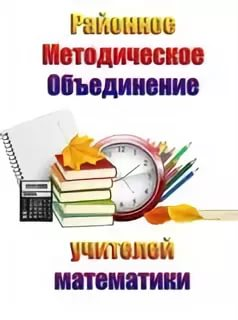 Районное
Методическое
Объединение
учителей
математики